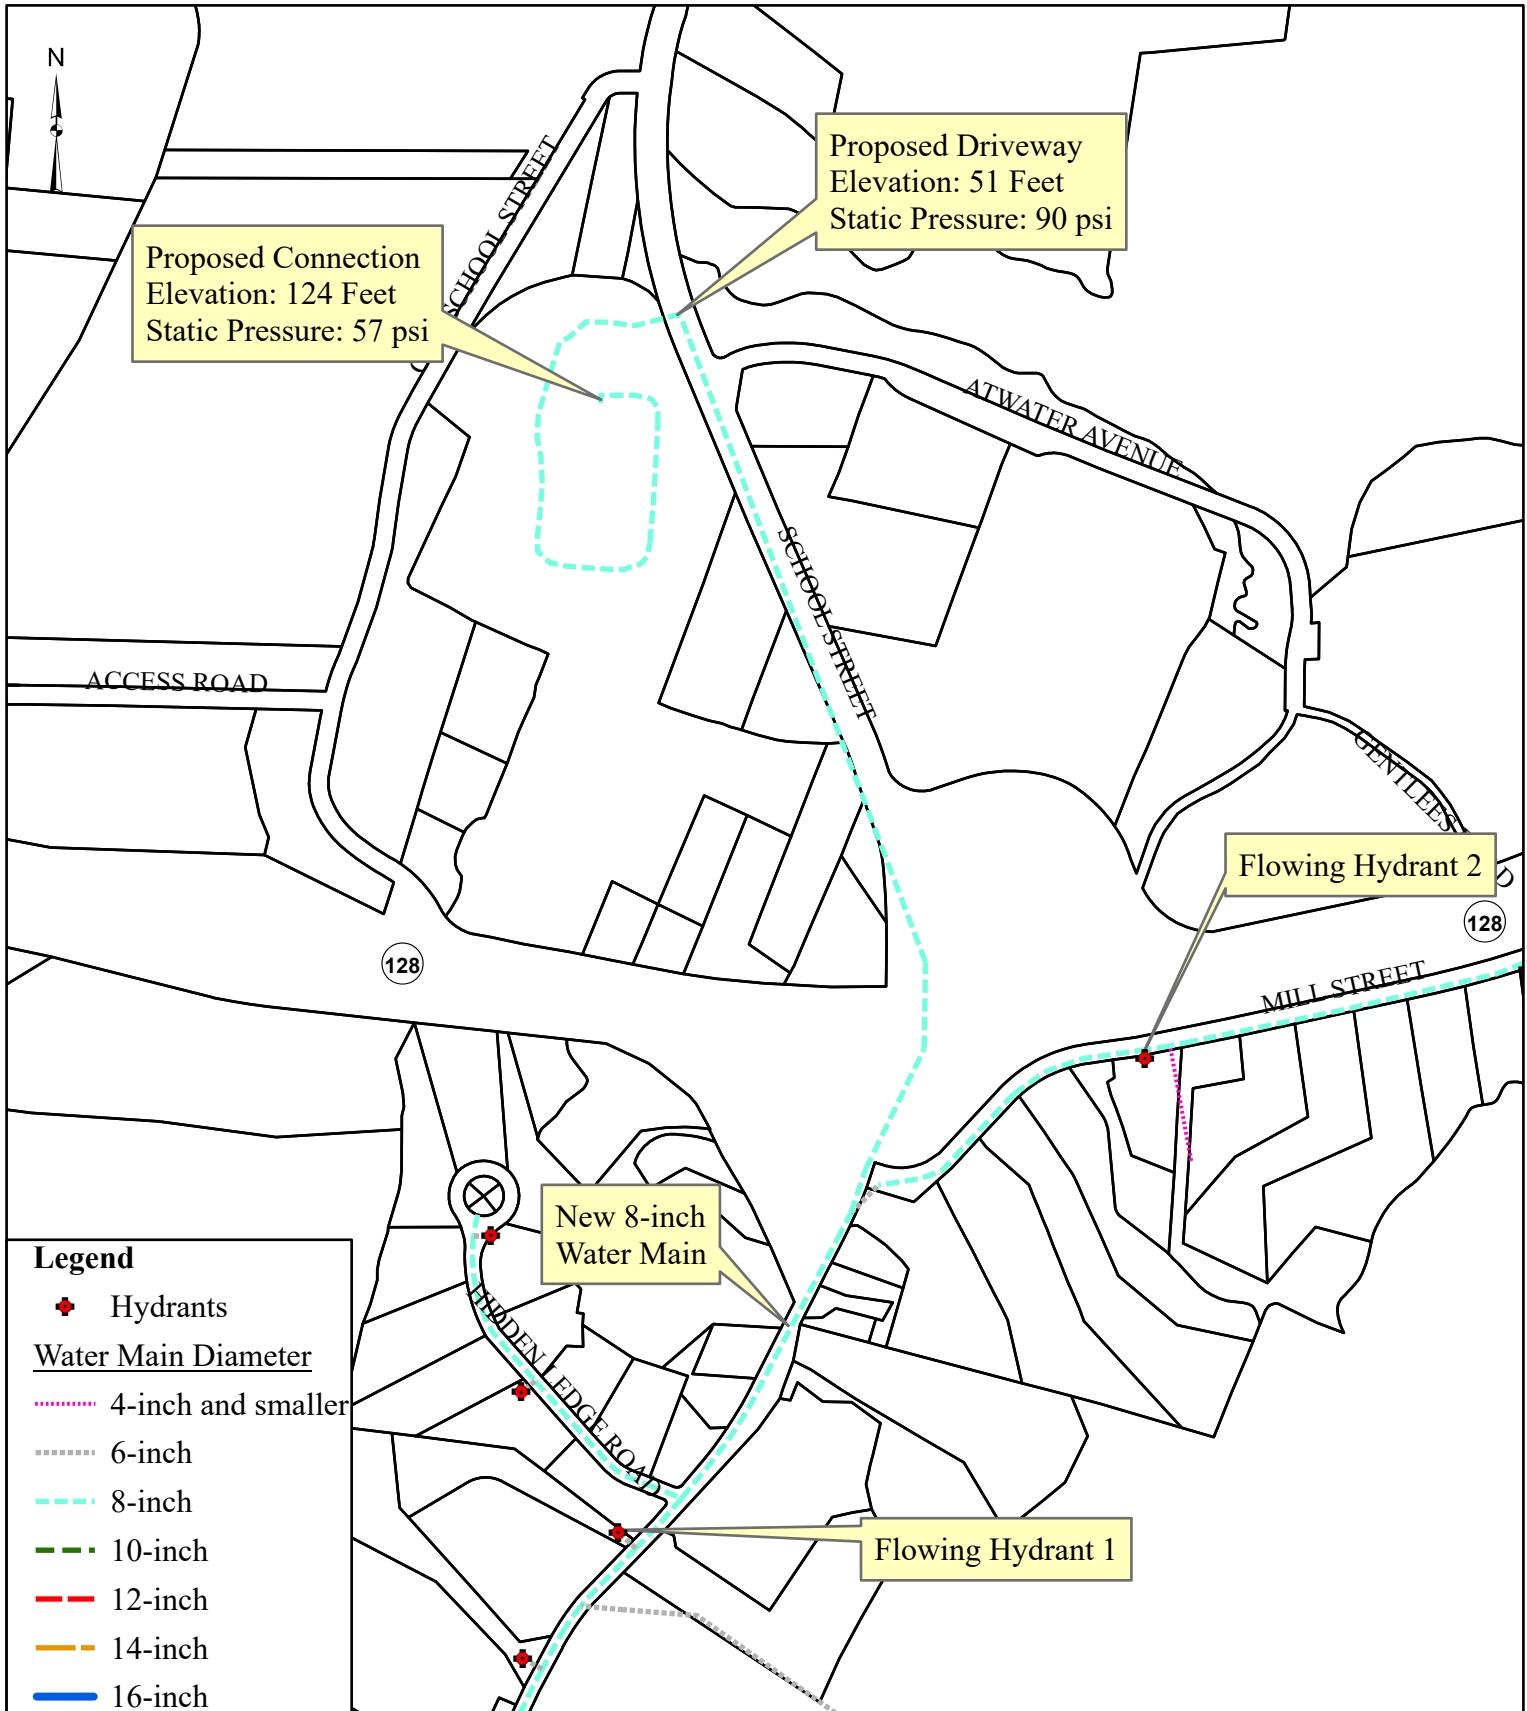 N
Proposed Driveway
Elevation: 51 Feet
Static Pressure: 90 psi
SCHOOL STREET
Proposed Connection
Elevation: 124 Feet
Static Pressure: 57 psi
ATWATER AVENUE
SCHOOL STREET
ACCESS ROAD
GENTLEES
D
Flowing Hydrant 2
128
128
MILL STREET
New 8-inch
Water Main
HIDDEN LEDGE ROAD
Flowing Hydrant 1
Legend
Hydrants
Water Main Diameter
4-inch and smaller
6-inch
8-inch
10-inch
12-inch
14-inch
16-inch